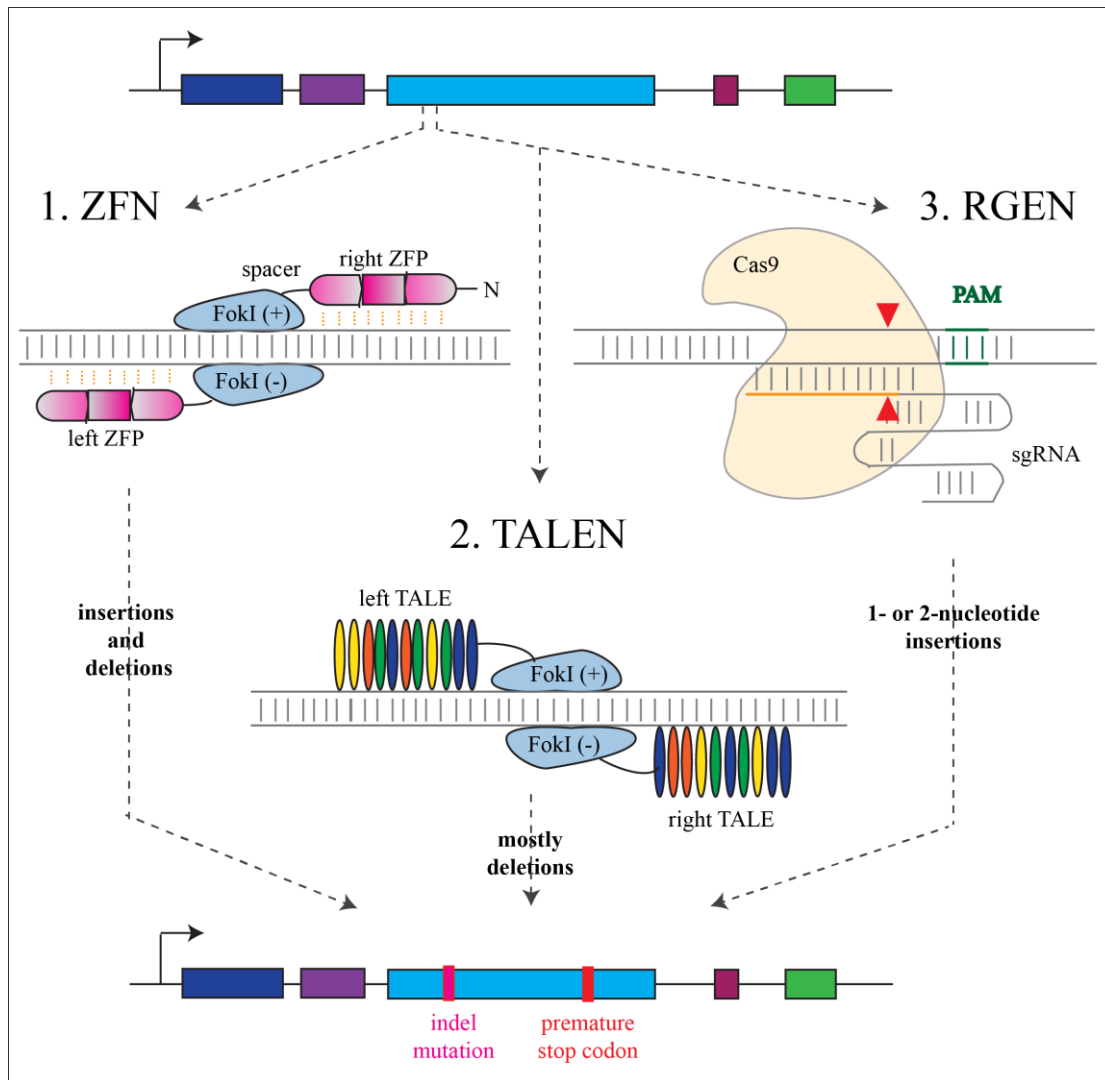 1. ZFN
3. RGEN
right ZFP
spacer
N
FokI (+)
FokI (-)
left ZFP
Cas9
PAM
sgRNA
2. TALEN
insertions
and
deletions
left TALE
FokI (+)
FokI (-)
right TALE
1- or 2-nucleotide
insertions
mostly
deletions
indel
mutation
premature
stop codon